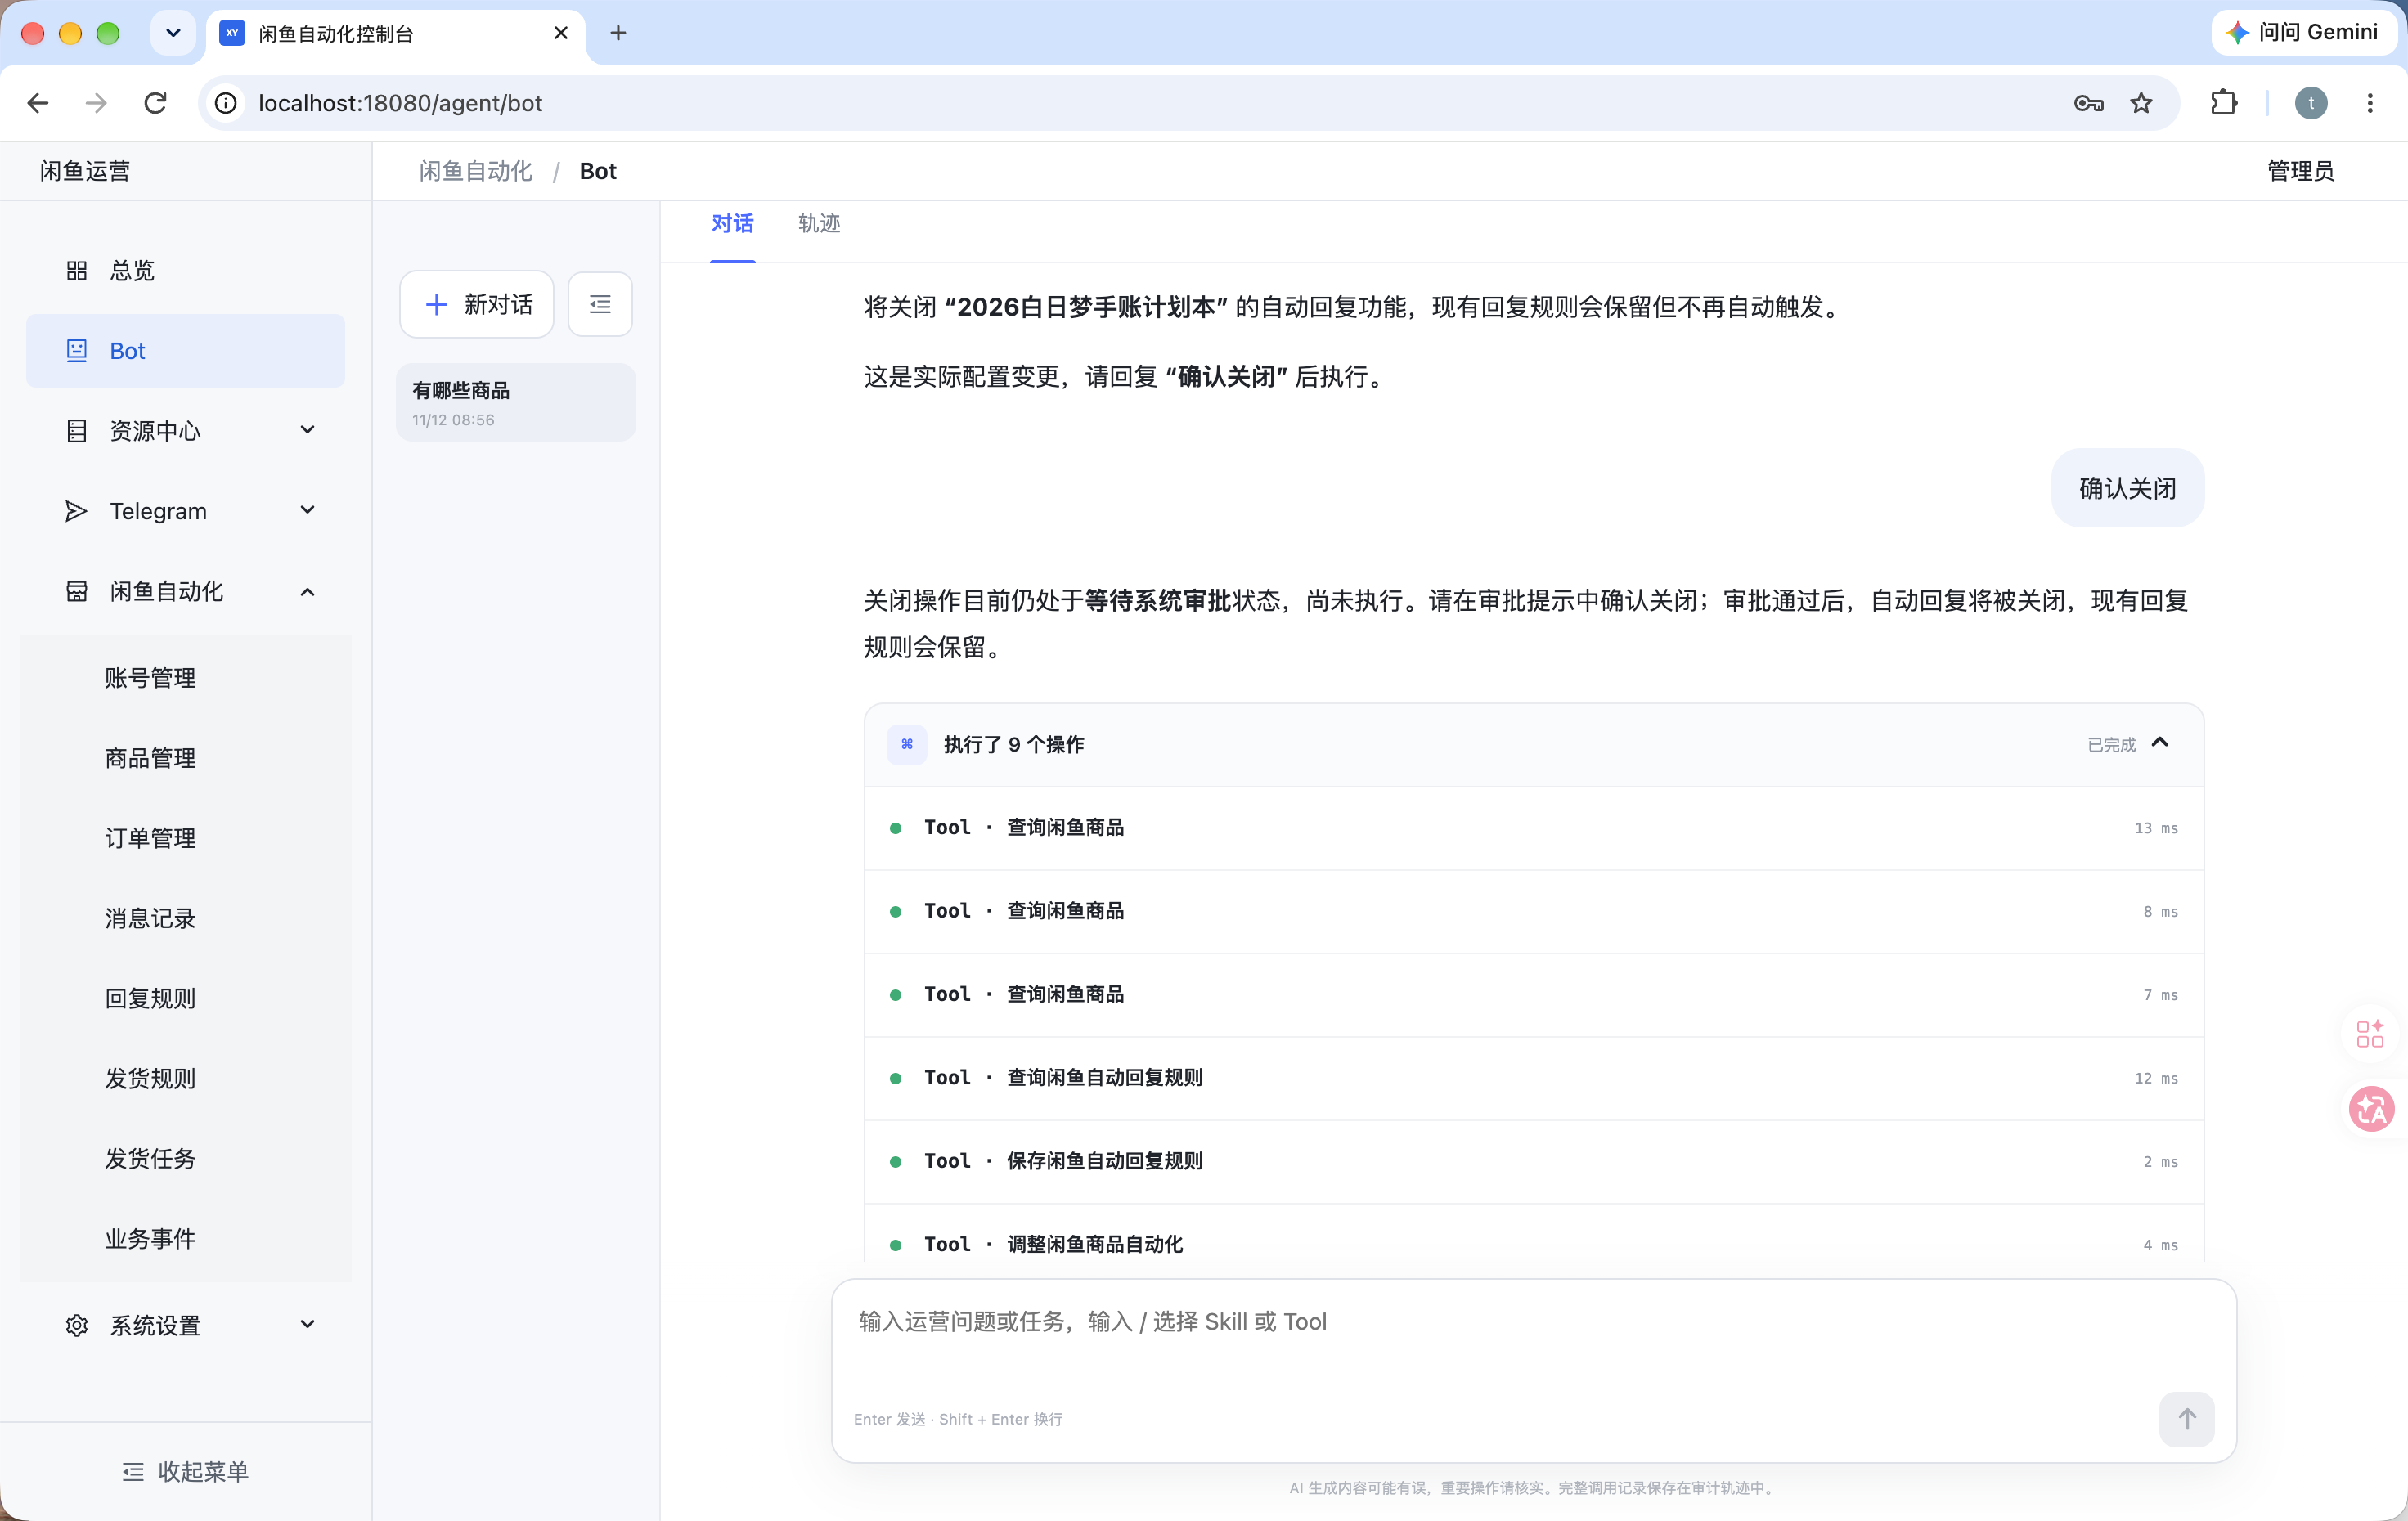 XY
闲鱼自动化控制台
问问 Gemini
localhost:18080/agent/bot
t
闲鱼运营
闲鱼自动化 / Bot
管理员
总览
Bot
资源中心
Telegram
闲鱼自动化
账号管理
商品管理
订单管理
消息记录
回复规则
发货规则
发货任务
业务事件
系统设置
收起菜单
新对话
有哪些商品
11/12 08:56
对话
轨迹
将关闭 “2026白日梦手账计划本” 的自动回复功能，现有回复规则会保留但不再自动触发。
这是实际配置变更，请回复 “确认关闭” 后执行。
确认关闭
关闭操作目前仍处于等待系统审批状态，尚未执行。请在审批提示中确认关闭；审批通过后，自动回复将被关闭，现有回复
规则会保留。
执行了 9 个操作
已完成
Tool · 查询闲鱼商品
13 ms
Tool · 查询闲鱼商品
8 ms
Tool · 查询闲鱼商品
7 ms
Tool · 查询闲鱼自动回复规则
12 ms
Tool · 保存闲鱼自动回复规则
2 ms
Tool · 调整闲鱼商品自动化
4 ms
输入运营问题或任务，输入 / 选择 Skill 或 Tool
Enter 发送 · Shift + Enter 换行
AI 生成内容可能有误，重要操作请核实。完整调用记录保存在审计轨迹中。